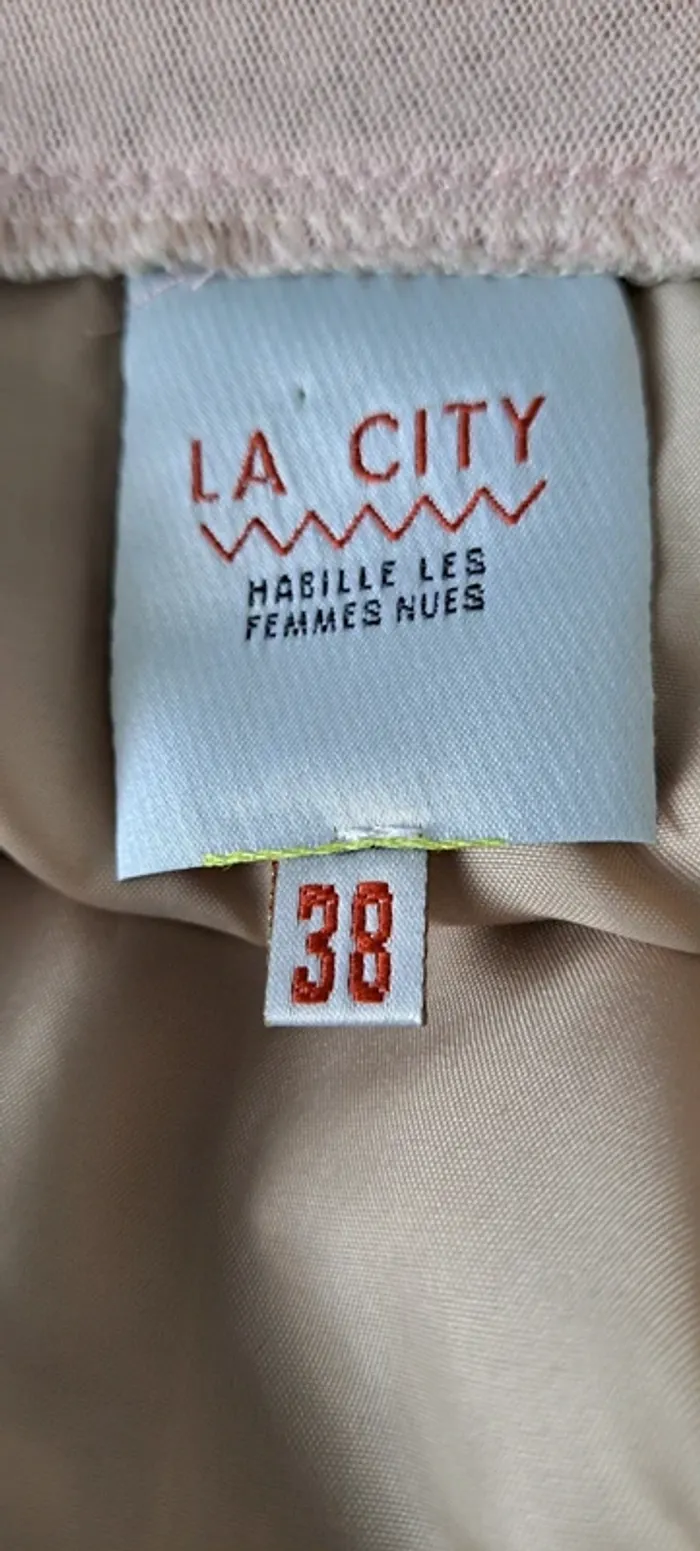 LA CITY
HABILLE LES
FEMMES NUES
38